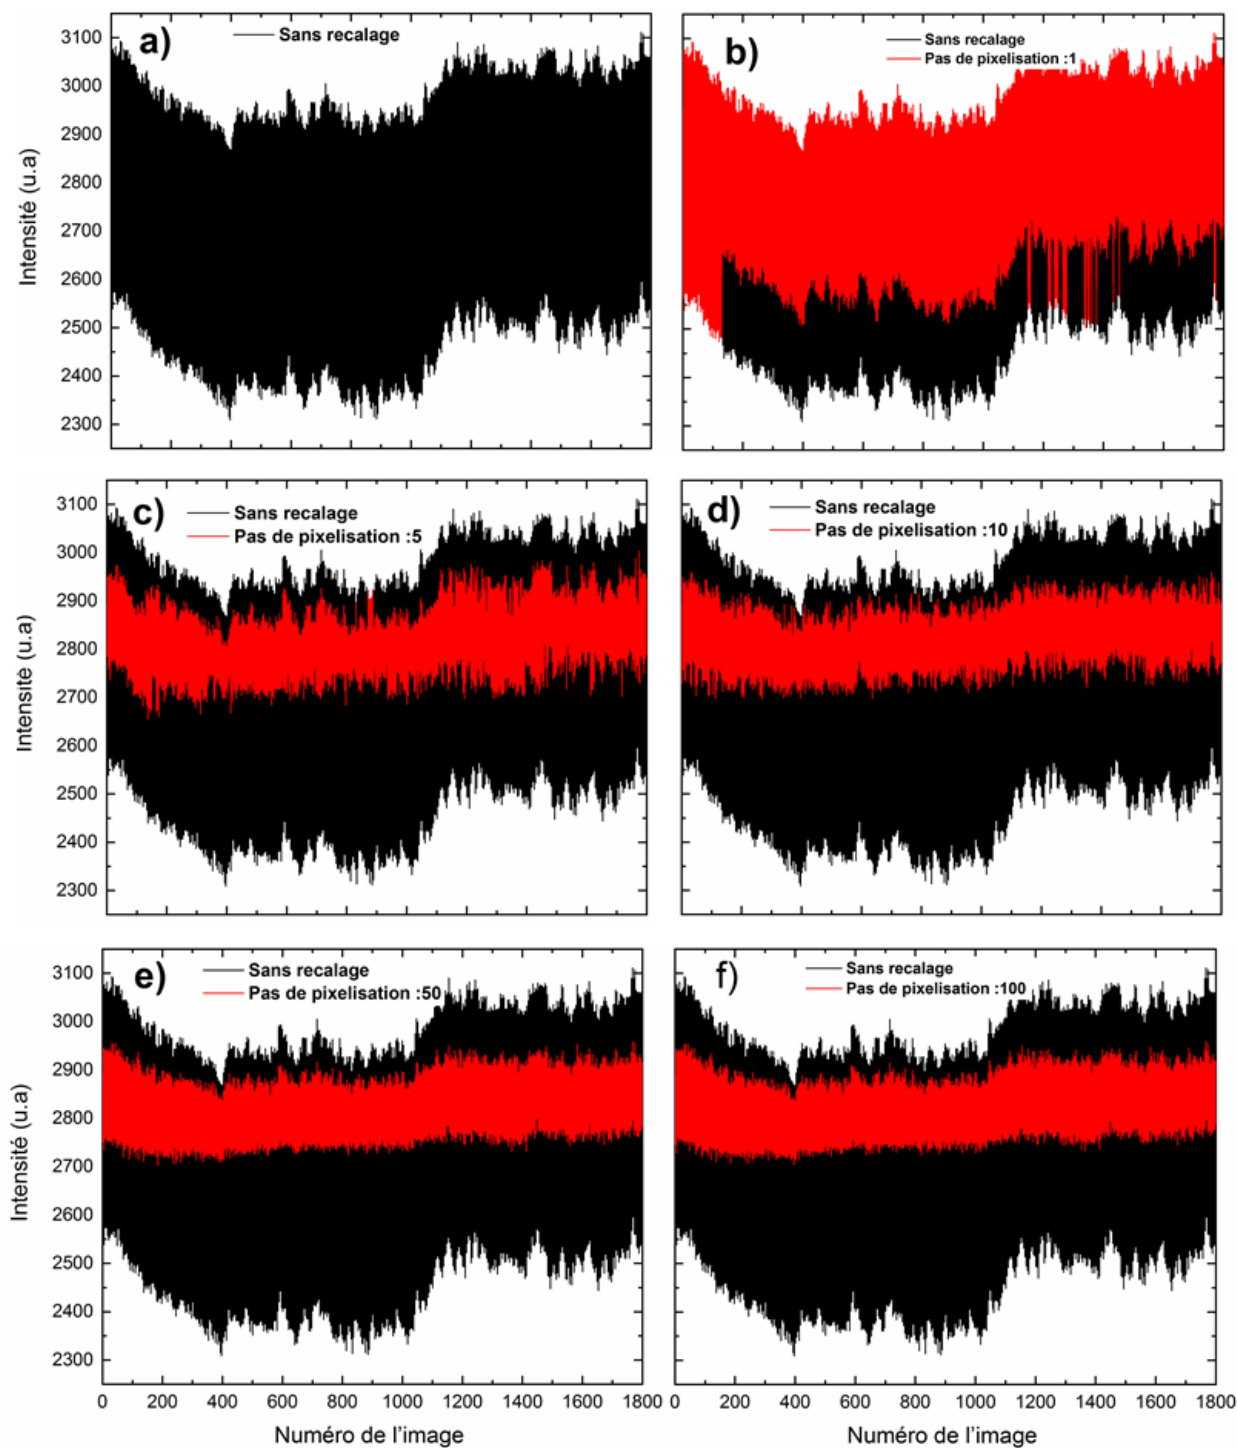 a)
Sans recalage
3100
3000
2900
2800
2700
2600
2500
2400
2300
Intensité (u.a)
b)
Sans recalage
Pas de pixelisation :1
c)
Sans recalage
Pas de pixelisation :5
3100
3000
2900
2800
2700
2600
2500
2400
2300
Intensite (u.a)
d)
Sans recalage
Pas de pixelisation :10
e)
Sans recalage
Pas de pixelisation :50
3100
3000
2900
2800
2700
2600
2500
2400
2300
Intensité (u.a)
0 200 400 600 800 1000 1200 1400 1600 1800
Numéro de l'image
f)
Sans recalage
Pas de pixelisation :100
0 200 400 600 800 1000 1200 1400 1600 1800
Numéro de l'image